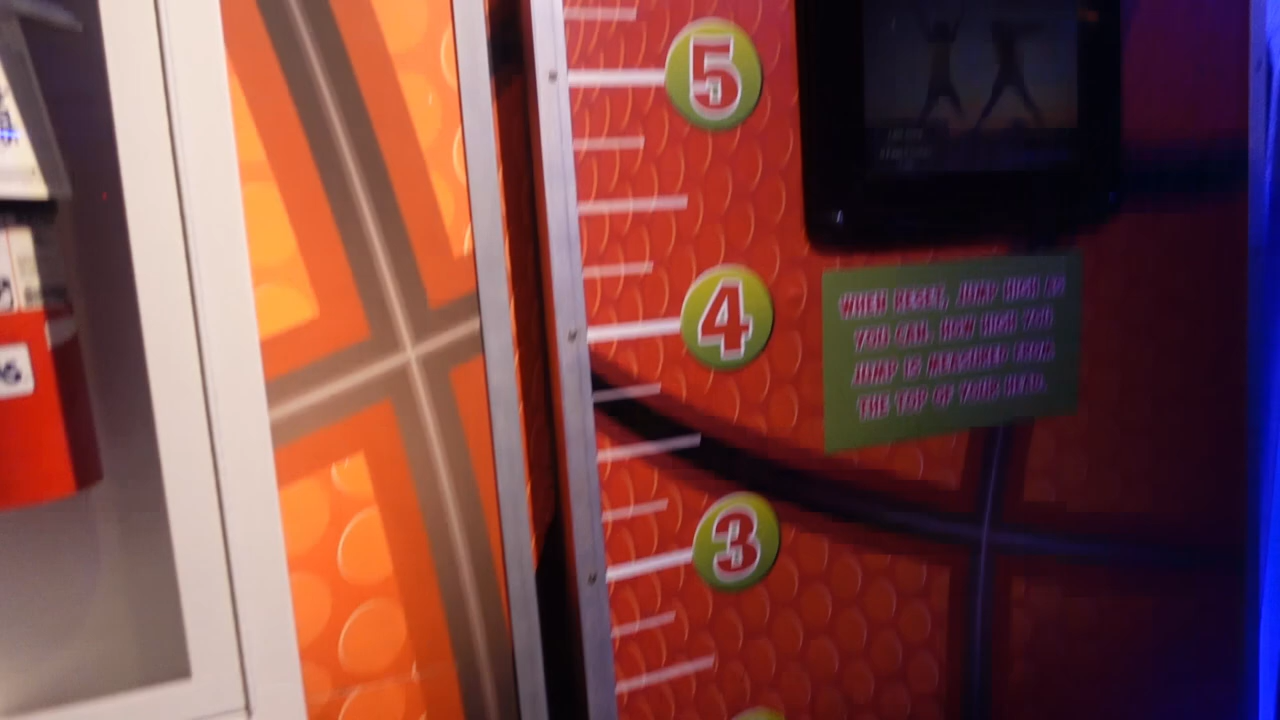 5
4
WHEN RESET, JUMP HIGH AS
YOU CAN. HOW HIGH YOU
JUMP IS MEASURED FROM
THE TOP OF YOUR HEAD.
3